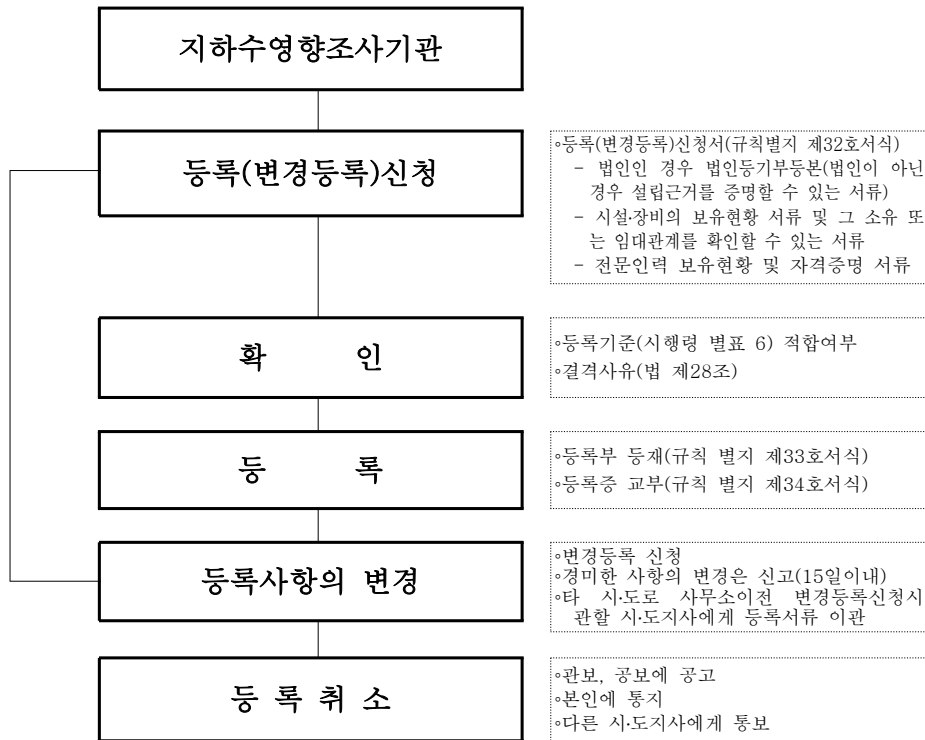 지하수영향조사기관
등록(변경등록)신청
◦등록(변경등록)신청서(규칙별지 제32호서식)
- 법인인 경우 법인등기부등본(법인이 아닌
경우 설립근거를 증명할 수 있는 서류)
- 시설·장비의 보유현황 서류 및 그 소유 또
는 임대관계를 확인할 수 있는 서류
- 전문인력 보유현황 및 자격증명 서류
확 인
◦등록기준(시행령 별표 6) 적합여부
◦결격사유(법 제28조)
등 록
◦등록부 등재(규칙 별지 제33호서식)
◦등록증 교부(규칙 별지 제34호서식)
등록사항의 변경
◦변경등록 신청
◦경미한 사항의 변경은 신고(15일이내)
◦타 시·도로 사무소이전 변경등록신청시
관할 시·도지사에게 등록서류 이관
등 록 취 소
◦관보, 공보에 공고
◦본인에 통지
◦다른 시·도지사에게 통보